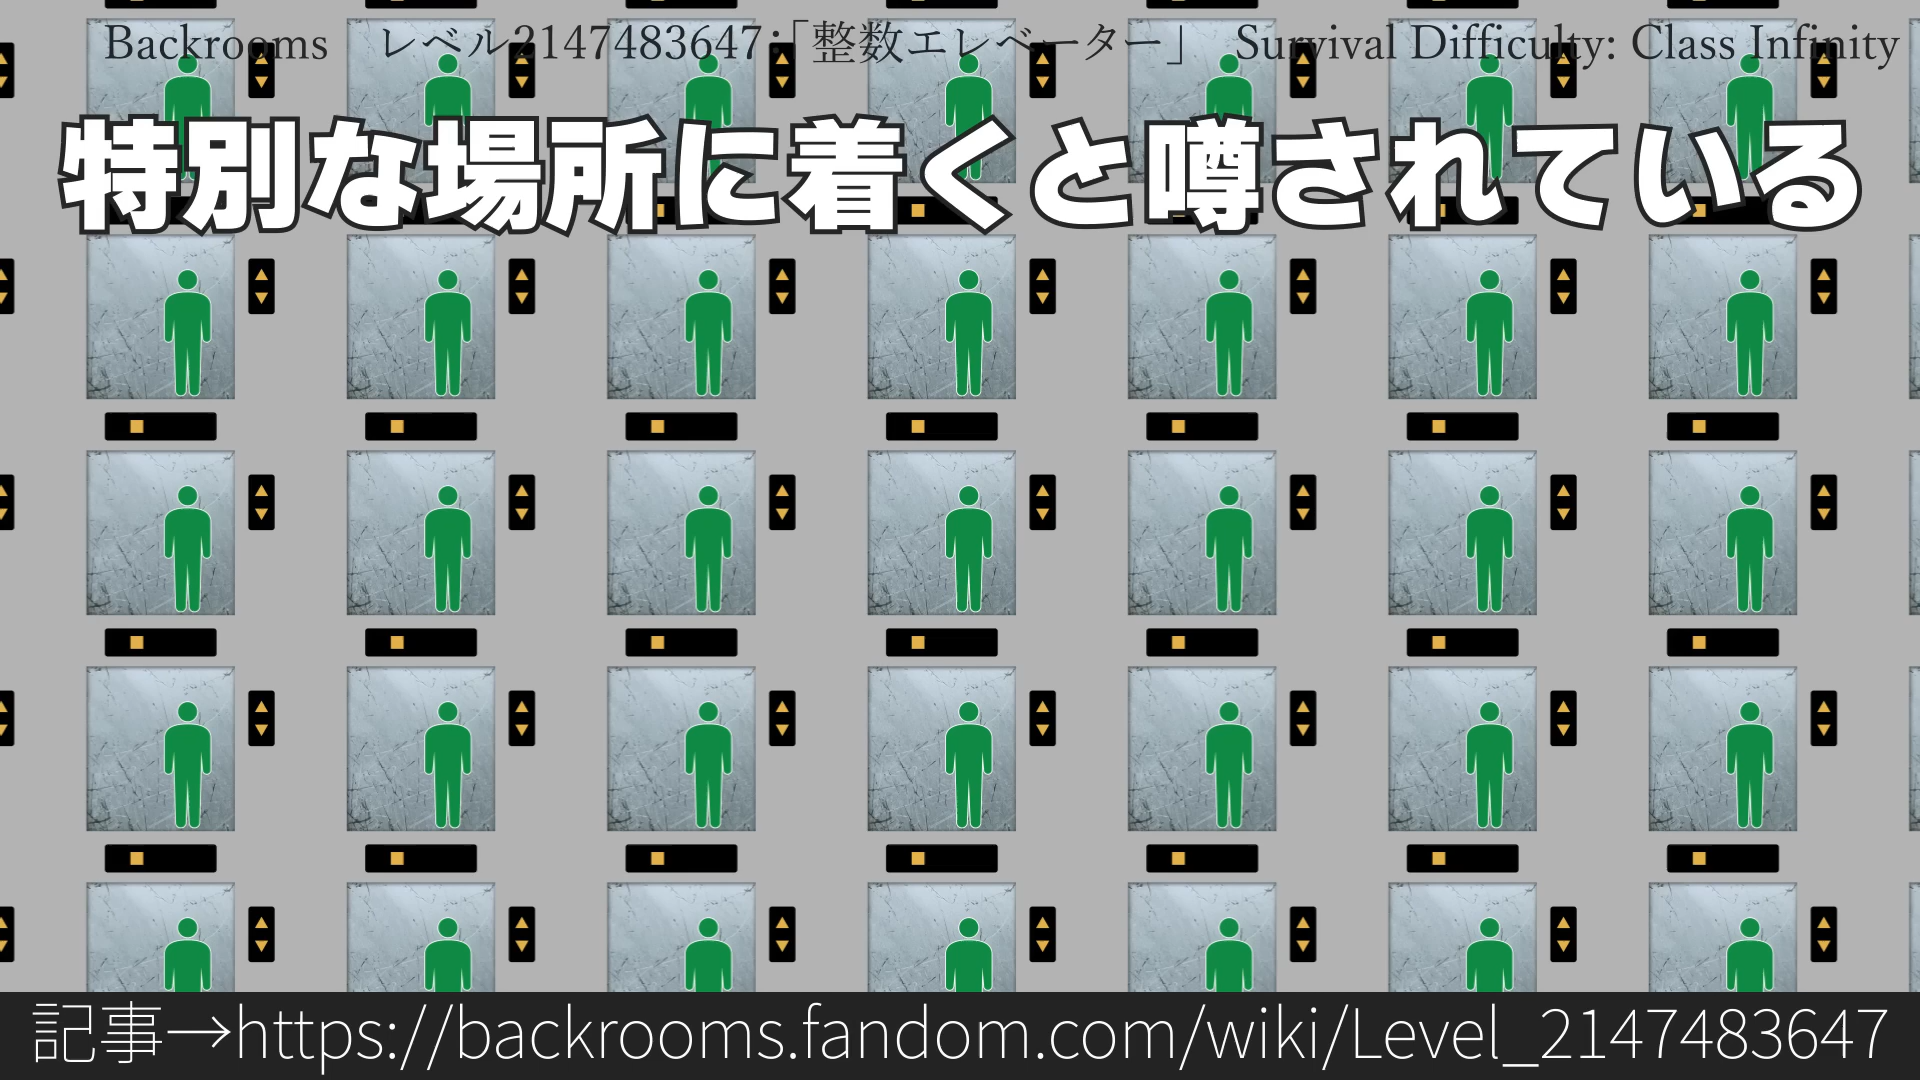 Backrooms　レベル2147483647:「整数エレベーター」　Survival Difficulty: Class Infinity
特別な場所に着くと噂されている
記事→https://backrooms.fandom.com/wiki/Level_2147483647